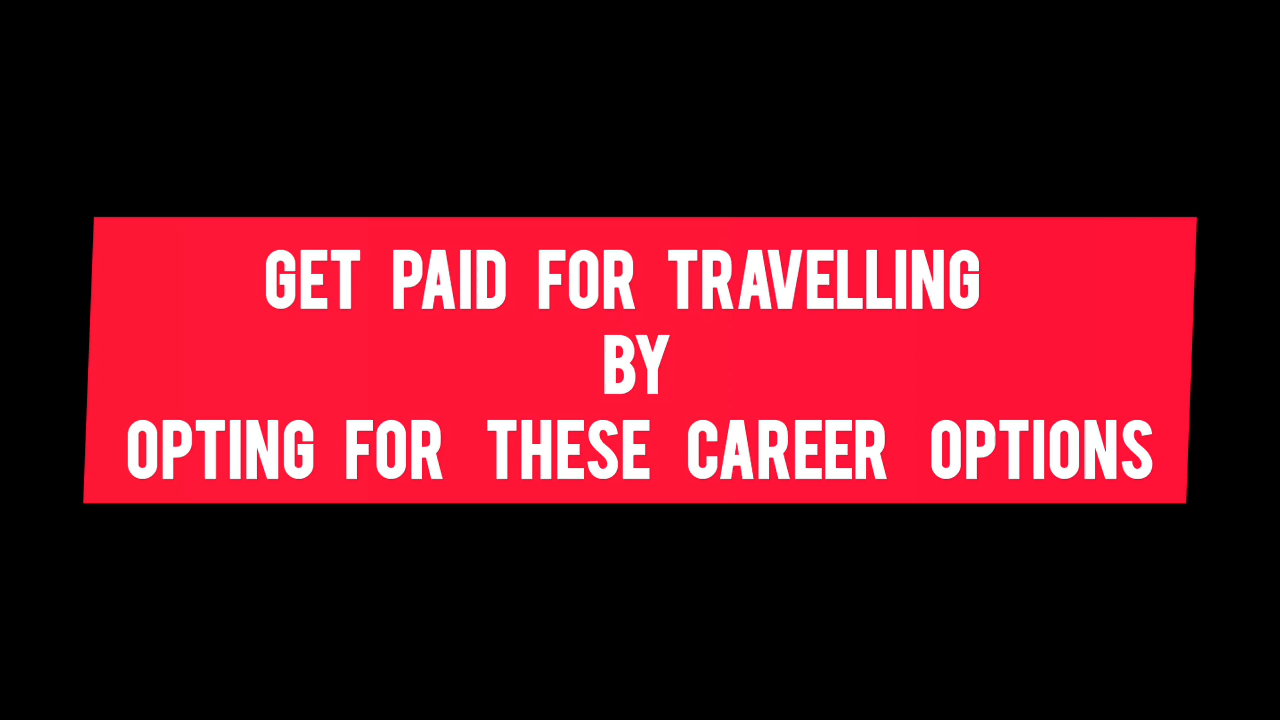 GET PAID FOR TRAVELLING
BY
OPTING FOR THESE CAREER OPTIONS